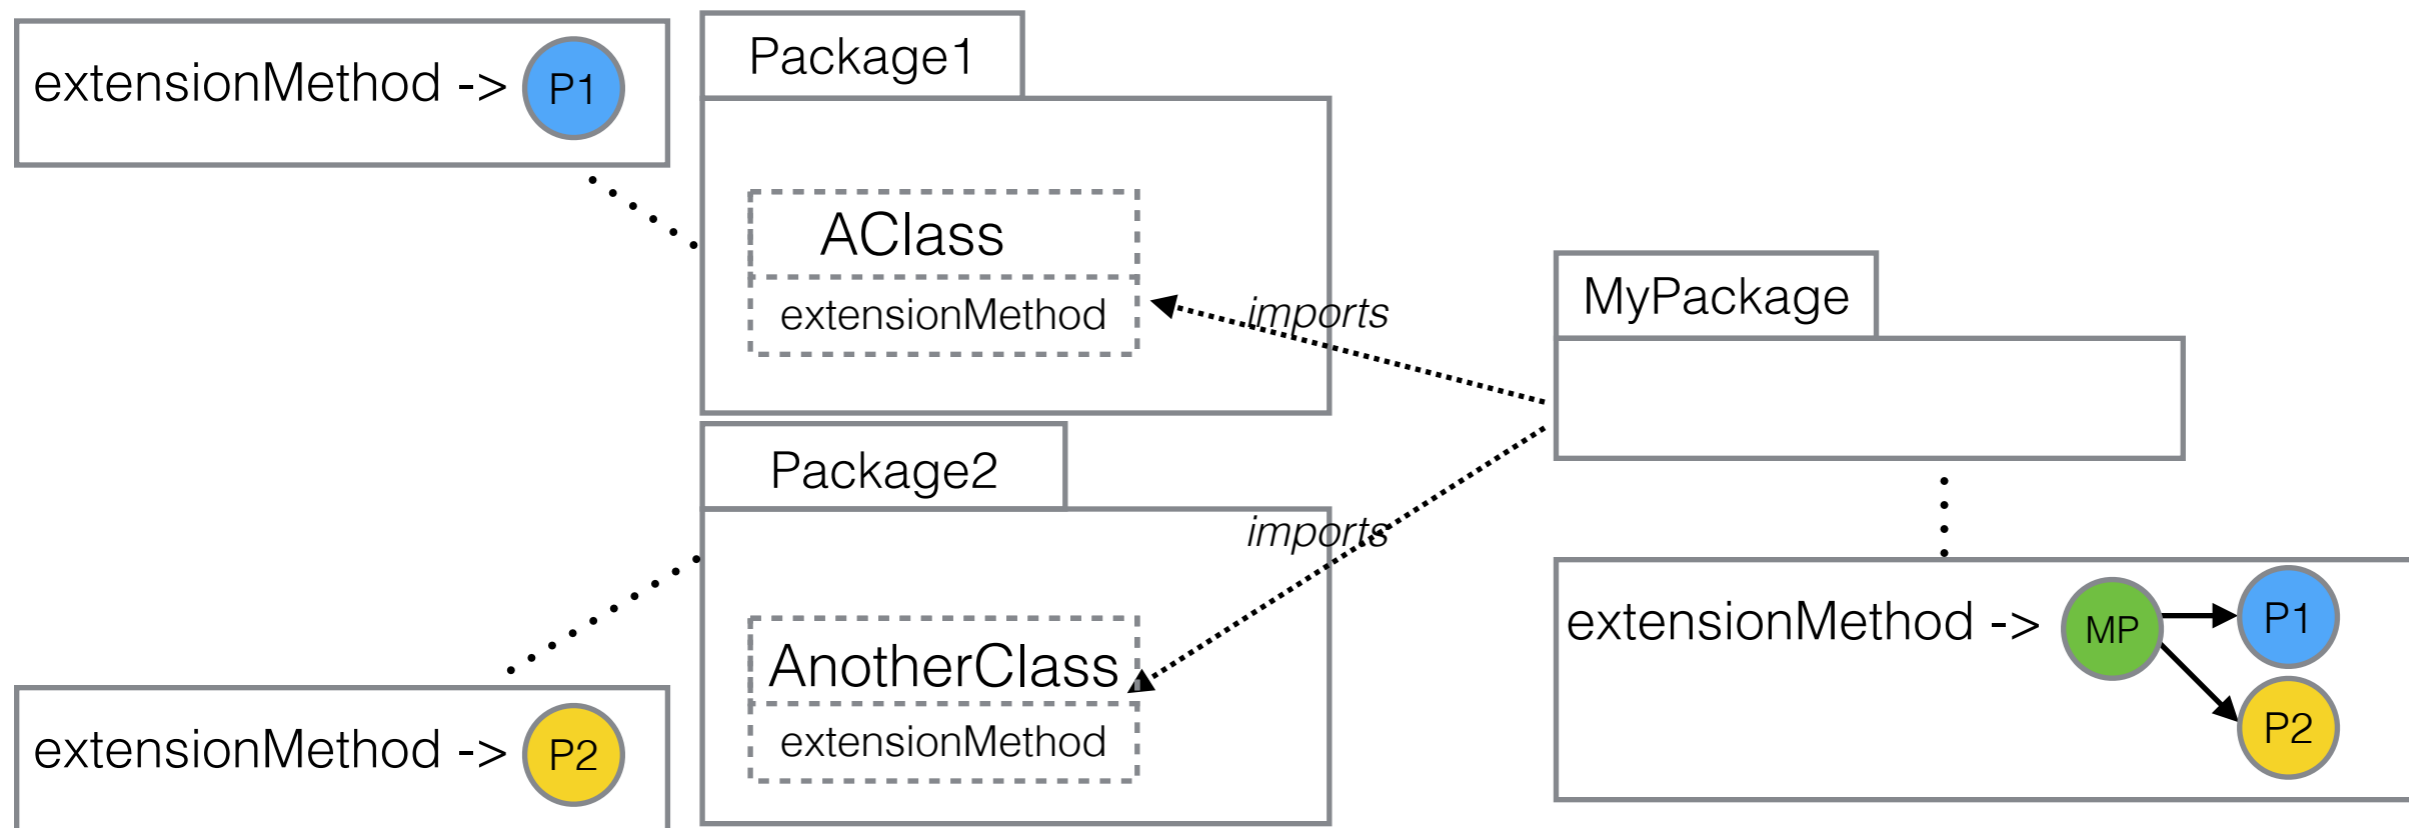 extensionMethod -> P1
Package1
AClass
extensionMethod
imports
MyPackage
Package2
imports
AnotherClass
extensionMethod
extensionMethod -> P2
extensionMethod -> MP P1
P2